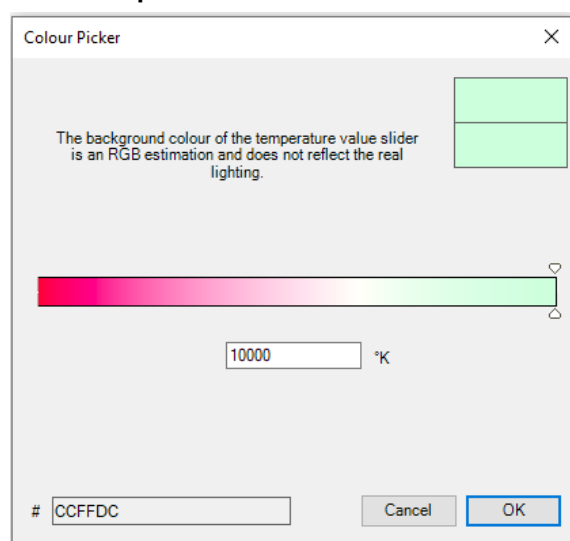 Colour Picker
The background colour of the temperature value slider
is an RGB estimation and does not reflect the real
lighting.
10000 °K
# CCFFDC Cancel OK